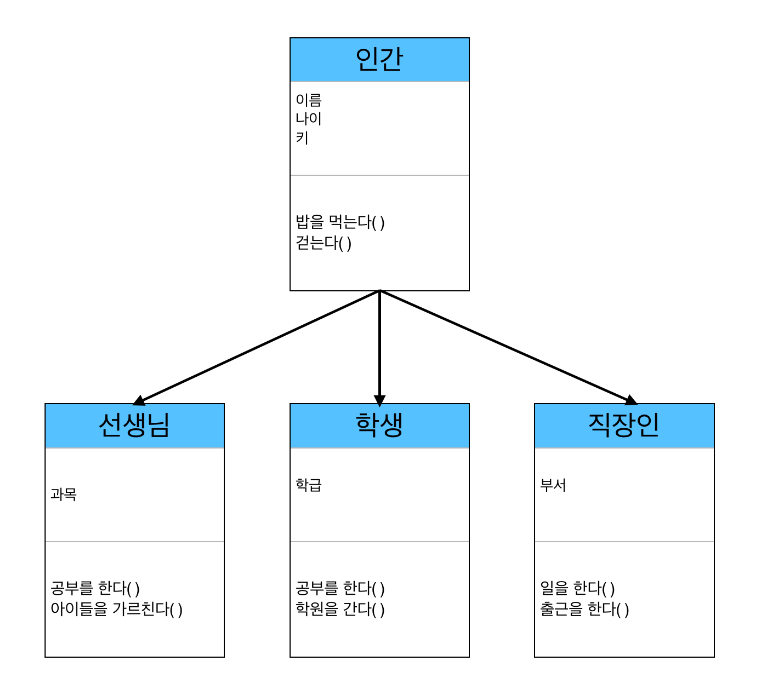 인간
이름
나이
키
밥을 먹는다( )
걷는다( )
선생님
과목
공부를 한다( )
아이들을 가르친다( )
학생
학급
공부를 한다( )
학원을 간다( )
직장인
부서
일을 한다( )
출근을 한다( )